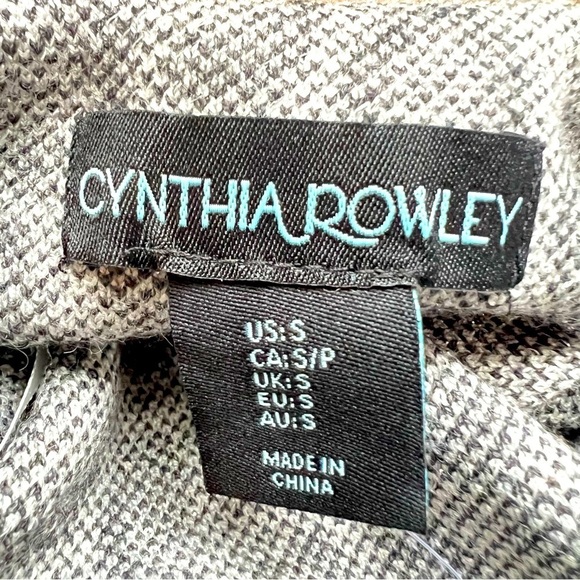 CYNTHIA ROWLEY
US: S
CA: S/P
UK: S
EU: S
AU: S
MADE IN
CHINA